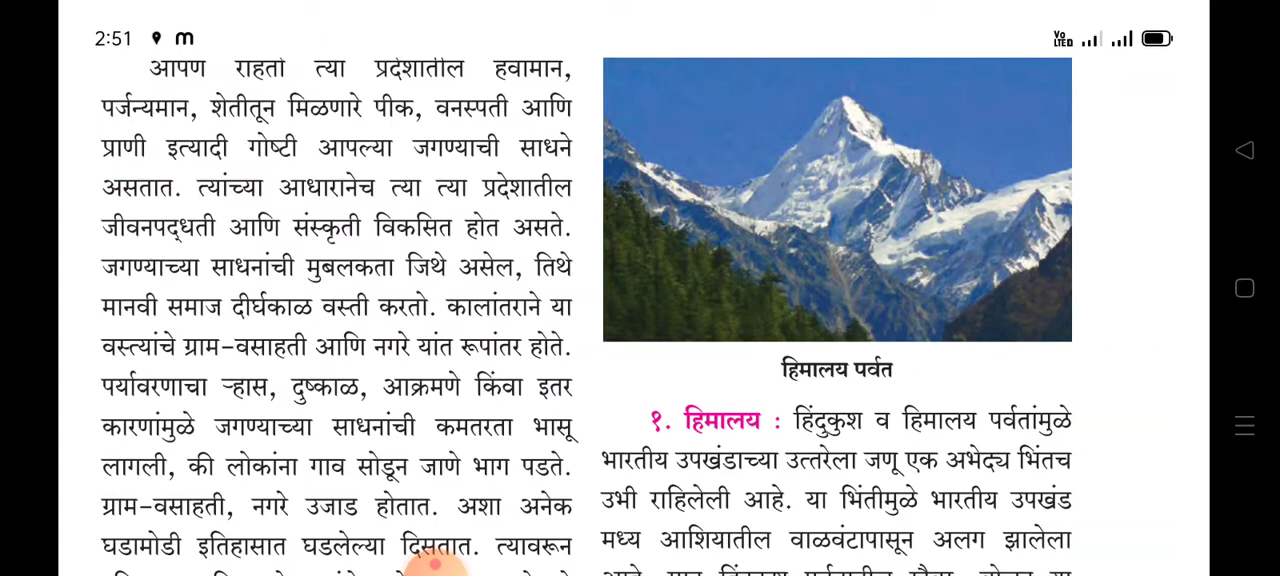 2:51 m
Vo LTE
आपण राहतो त्या प्रदेशातील हवामान,
पर्जन्यमान, शेतीतून मिळणारे पीक, वनस्पती आणि
प्राणी इत्यादी गोष्टी आपल्या जगण्याची साधने
असतात. त्यांच्या आधारानेच त्या त्या प्रदेशातील
जीवनपद्धती आणि संस्कृती विकसित होत असते.
जगण्याच्या साधनांची मुबलकता जिथे असेल, तिथे
मानवी समाज दीर्घकाळ वस्ती करतो. कालांतराने या
वस्त्यांचे ग्राम-वसाहती आणि नगरे यांत रूपांतर होते.
पर्यावरणाचा ऱ्हास, दुष्काळ, आक्रमणे किंवा इतर
कारणांमुळे जगण्याच्या साधनांची कमतरता भासू
लागली, की लोकांना गाव सोडून जाणे भाग पडते.
ग्राम-वसाहती, नगरे उजाड होतात. अशा अनेक
घडामोडी इतिहासात घडलेल्या दिसतात. त्यावरून
हिमालय पर्वत
१. हिमालय : हिंदुकुश व हिमालय पर्वतांमुळे
भारतीय उपखंडाच्या उत्तरेला जणू एक अभेद्य भिंतच
उभी राहिलेली आहे. या भिंतीमुळे भारतीय उपखंड
मध्य आशियातील वाळवंटापासून अलग झालेला